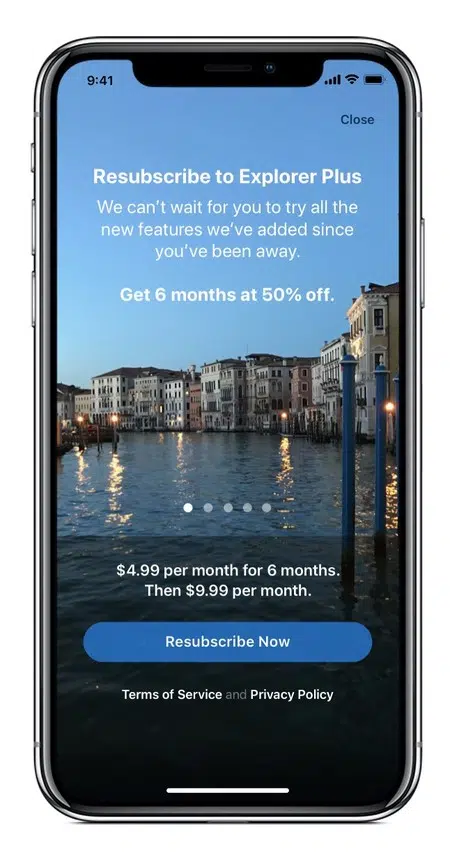 9:41
Close
Resubscribe to Explorer Plus
We can’t wait for you to try all the
new features we’ve added since
you’ve been away.
Get 6 months at 50% off.
$4.99 per month for 6 months.
Then $9.99 per month.
Resubscribe Now
Terms of Service and Privacy Policy